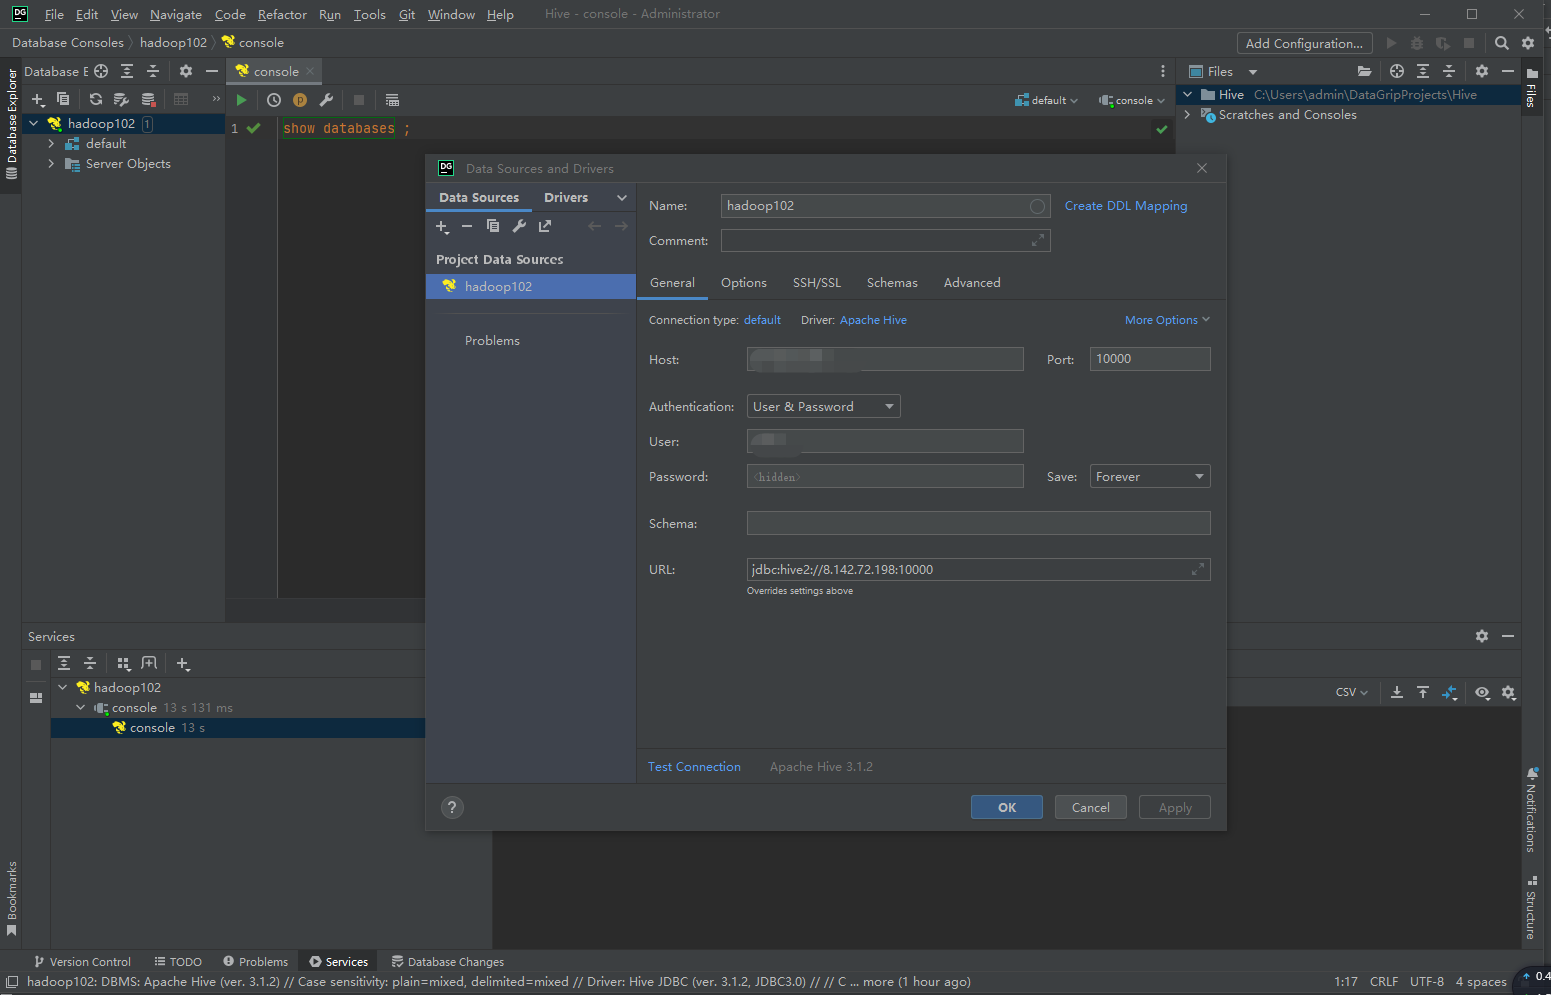 DG File Edit View Navigate Code Refactor Run Tools Git Window Help Hive - console - Administrator
Database Consoles hadoop102 console Add Configuration...
Database E console Files
Database Explorer
default console
hadoop102 1
default
Server Objects
1 show databases ;
Hive C:\Users\admin\DataGripProjects\Hive
Scratches and Consoles
Files
DG Data Sources and Drivers
Data Sources Drivers
Project Data Sources
hadoop102
Problems
Name: hadoop102 Create DDL Mapping
Comment:
General Options SSH/SSL Schemas Advanced
Connection type: default Driver: Apache Hive More Options
Host: Port: 10000
Authentication: User & Password
User:
Password: <hidden> Save: Forever
Schema:
URL: jdbc:hive2://8.142.72.198:10000
Overrides settings above
Test Connection Apache Hive 3.1.2
? OK Cancel Apply
Services
hadoop102
console 13 s 131 ms
console 13 s
CSV
Notifications
Structure
Bookmarks
Version Control TODO Problems Services Database Changes
hadoop102: DBMS: Apache Hive (ver. 3.1.2) // Case sensitivity: plain=mixed, delimited=mixed // Driver: Hive JDBC (ver. 3.1.2, JDBC3.0) // // C ... more (1 hour ago) 1:17 CRLF UTF-8 4 spaces